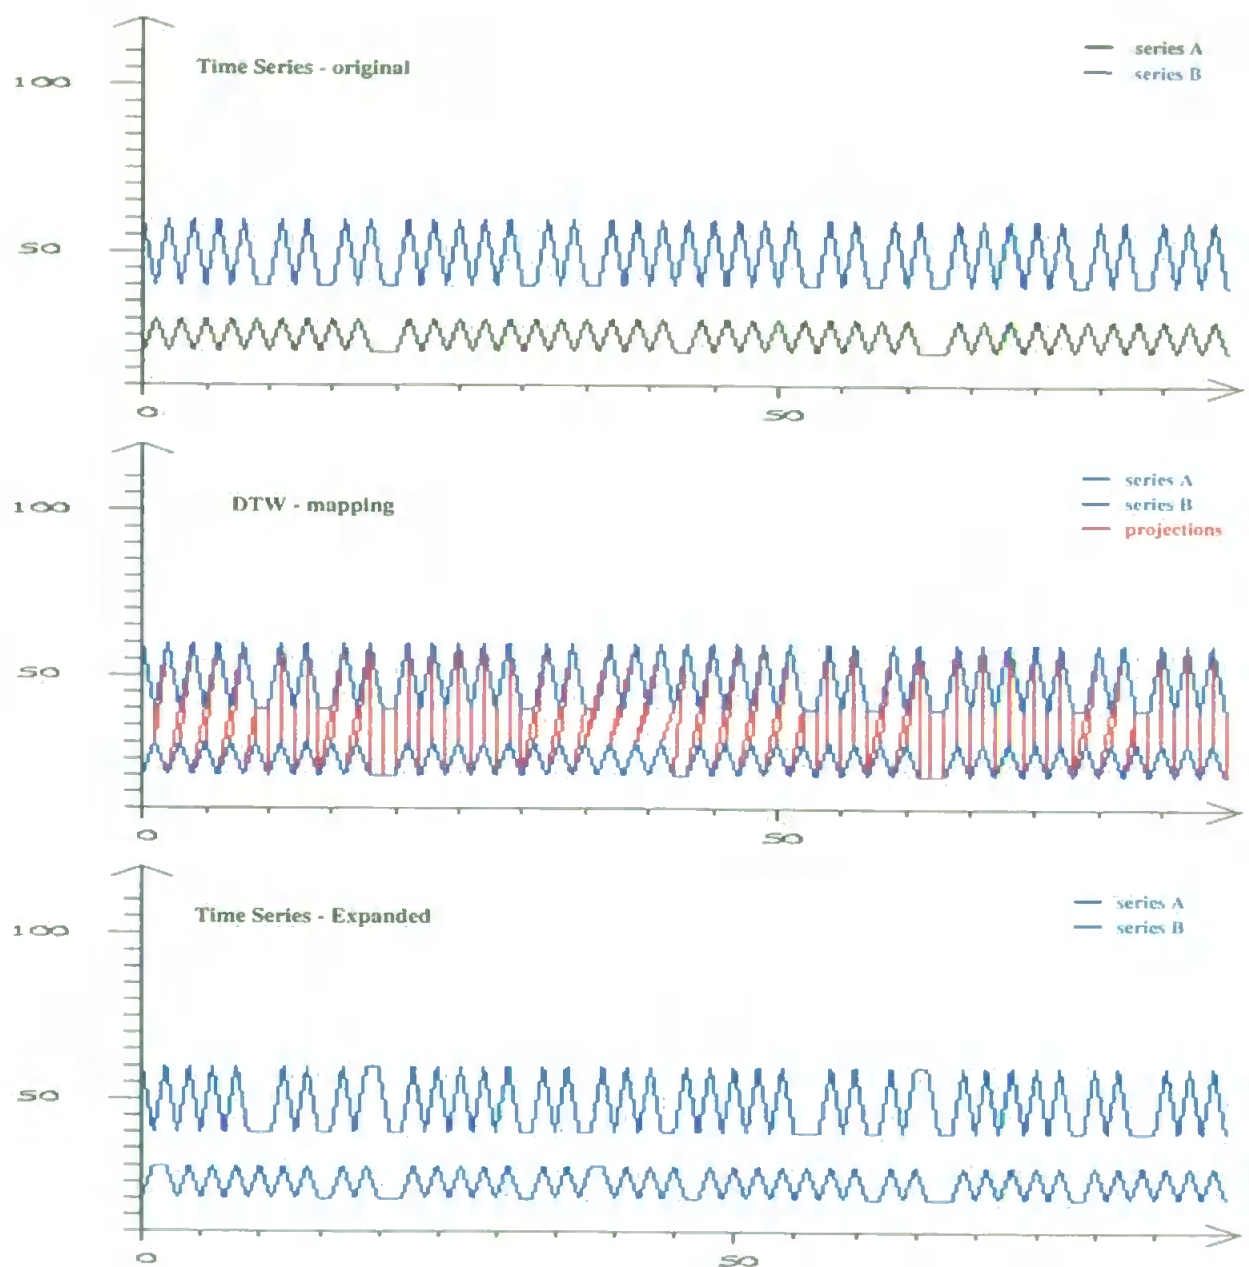 series A
Time Series - original
series B
100
50
0
50
series A
DTW - mapping
series B
100
projections
50
0
50
series A
Time Series - Expanded
series B
100
50
0
50